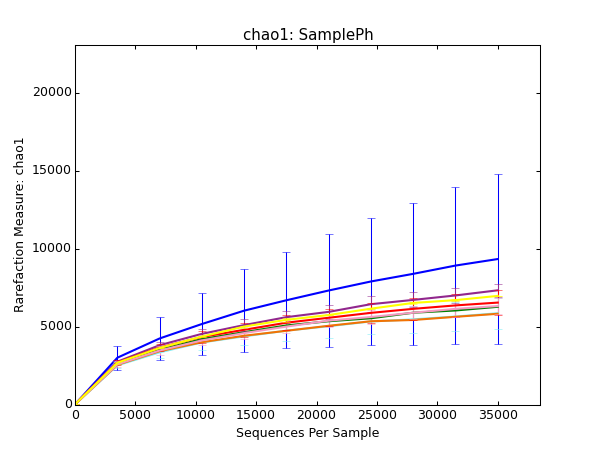 chao1: SamplePh
20000
15000
10000
5000
0
Rarefaction Measure: chao1
0 5000 10000 15000 20000 25000 30000 35000
Sequences Per Sample